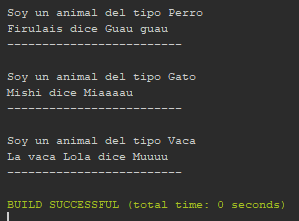 Soy un animal del tipo Perro
Firulais dice Guau guau
-------------------------
Soy un animal del tipo Gato
Mishi dice Miaaaau
-------------------------
Soy un animal del tipo Vaca
La vaca Lola dice Muuuu
-------------------------
BUILD SUCCESSFUL (total time: 0 seconds)